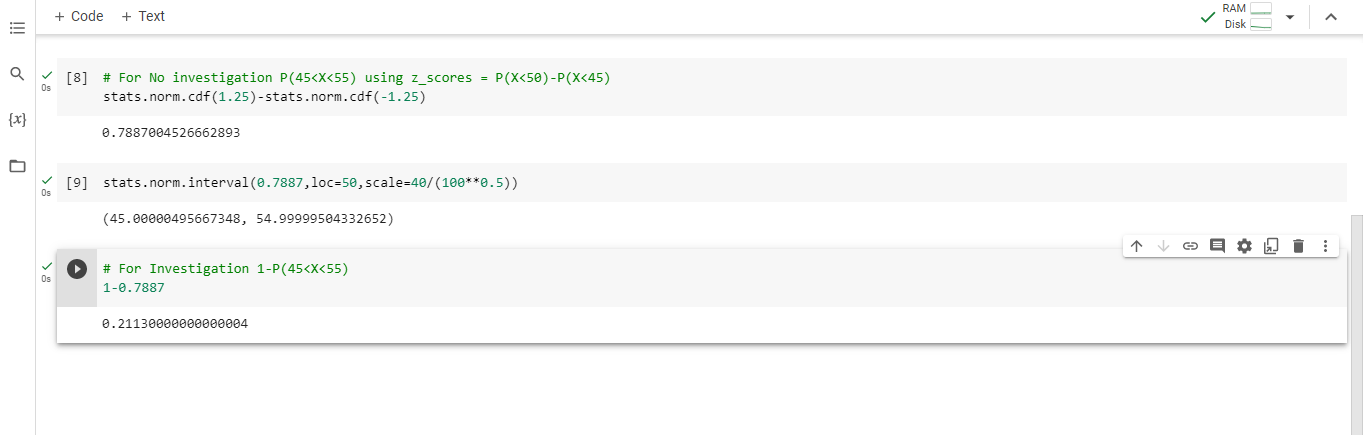 + Code + Text
RAM
Disk
{x}
[8] # For No investigation P(45<X<55) using z_scores = P(X<50)-P(X<45)
0s
stats.norm.cdf(1.25)-stats.norm.cdf(-1.25)
0.7887004526662893
[9] stats.norm.interval(0.7887,loc=50,scale=40/(100**0.5))
0s
(45.00000495667348, 54.99999504332652)
# For Investigation 1-P(45<X<55)
0s
1-0.7887
0.21130000000000004